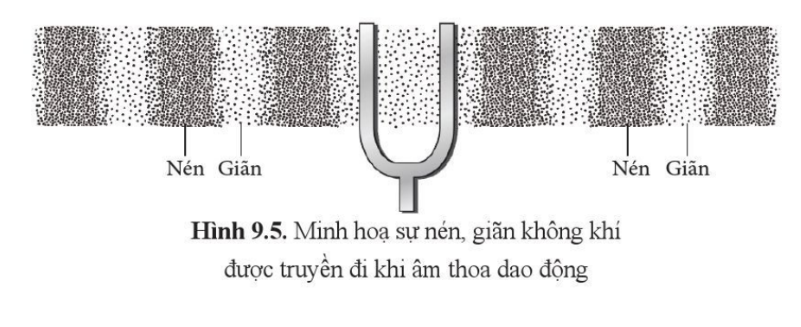 Nén Giãn Nén Giãn
Hình 9.5. Minh hoạ sự nén, giãn không khí
được truyền đi khi âm thoa dao động